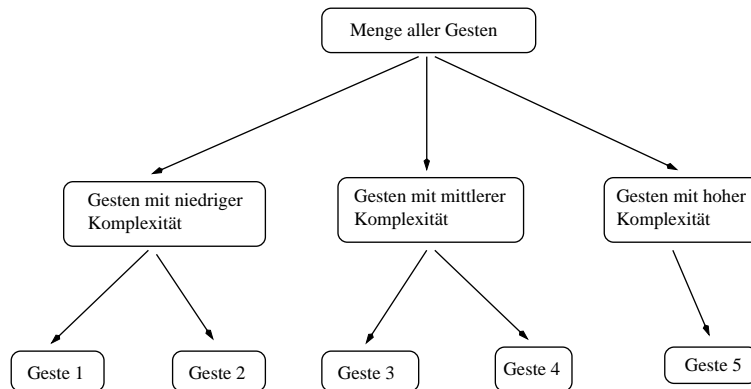 Menge aller Gesten
Gesten mit niedriger
Komplexität
Gesten mit mittlerer
Komplexität
Gesten mit hoher
Komplexität
Geste 1
Geste 2
Geste 3
Geste 4
Geste 5